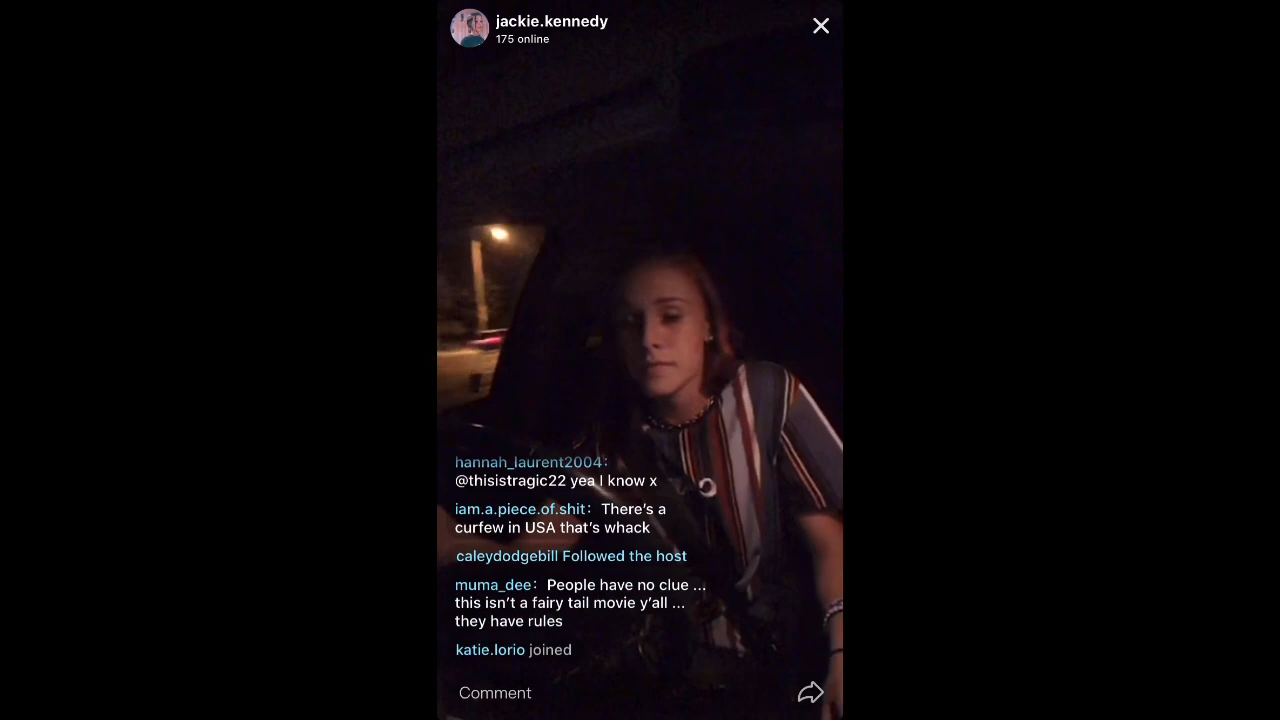 jackie.kennedy
175 online
hannah_laurent2004:
@thisistragic22 yea I know x
iam.a.piece.of.shit: There's a
curfew in USA that's whack
caleydodgebill Followed the host
muma_dee: People have no clue ...
this isn't a fairy tail movie y'all ...
they have rules
katie.lorio joined
Comment